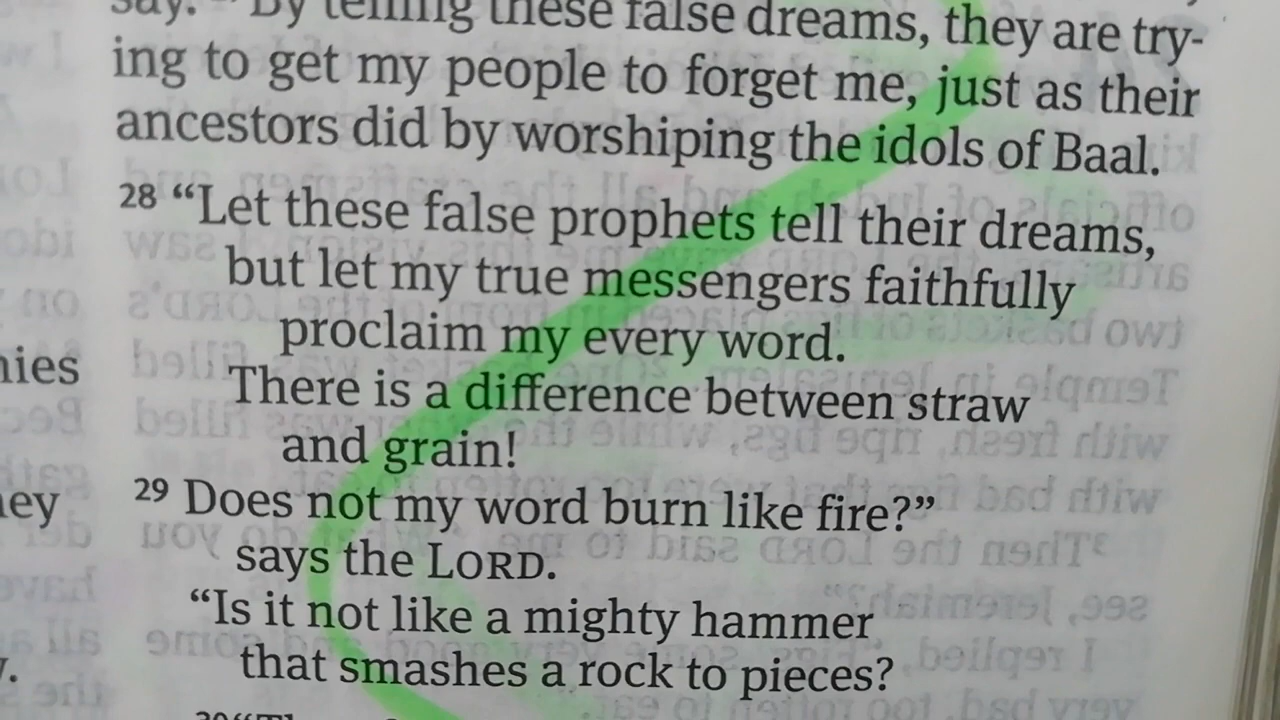 say. By telling these false dreams, they are try-
ing to get my people to forget me, just as their
ancestors did by worshiping the idols of Baal.
28 “Let these false prophets tell their dreams,
but let my true messengers faithfully
proclaim my every word.
There is a difference between straw
and grain!
29 Does not my word burn like fire?”
says the LORD.
“Is it not like a mighty hammer
that smashes a rock to pieces?